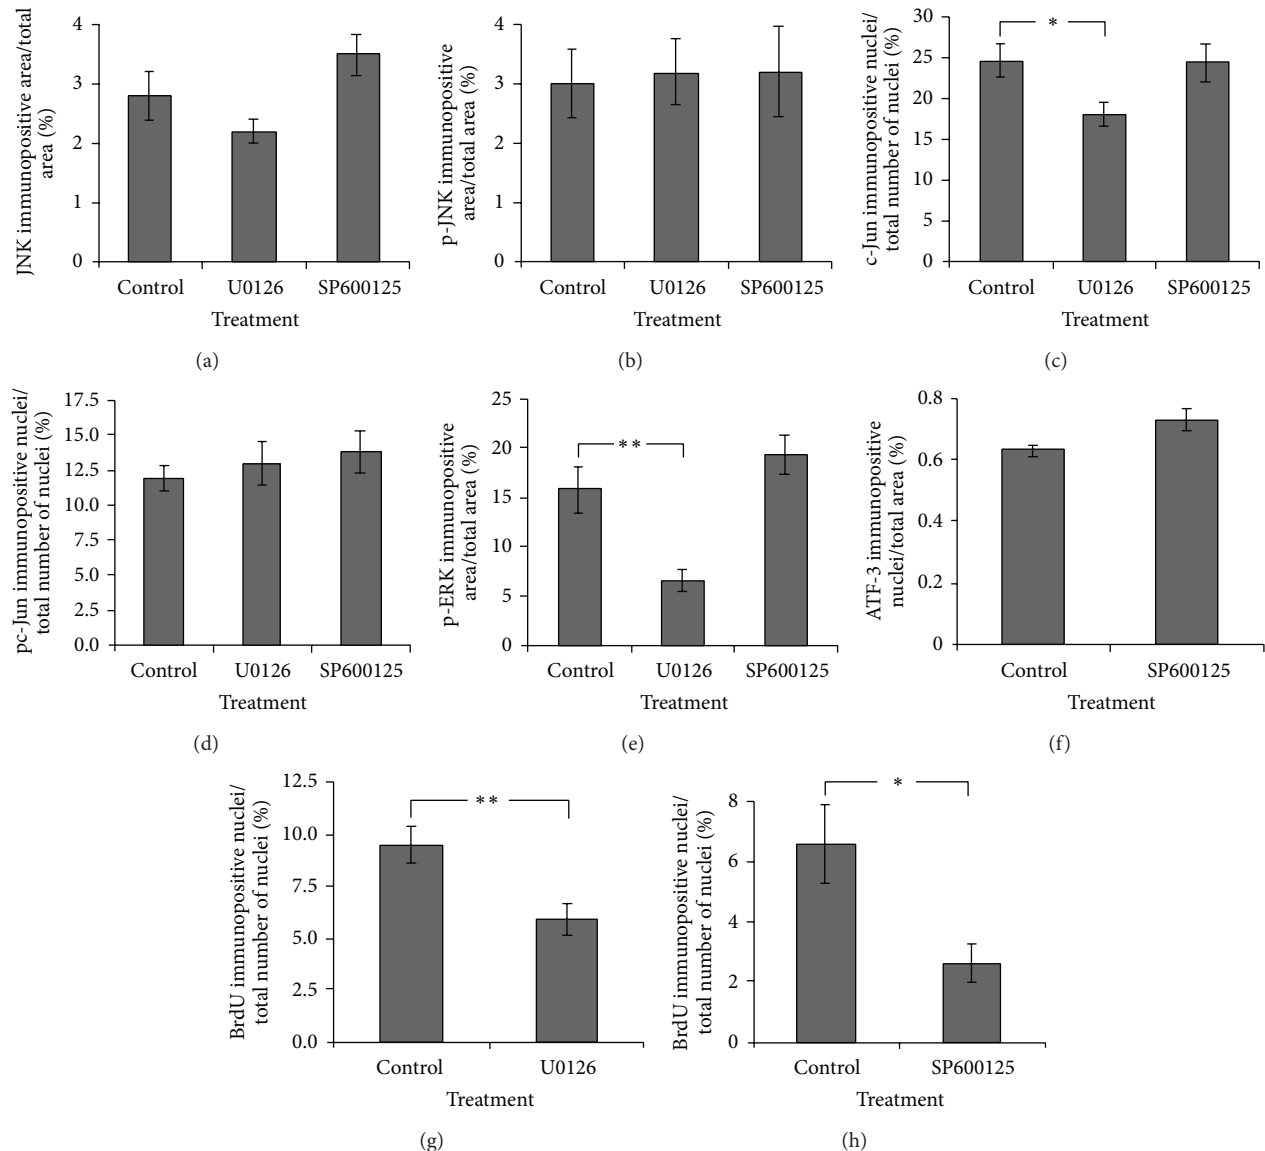 JNK immunopositive area/total
area (%)
4
3
2
1
0
Control U0126 SP600125
Treatment
(a)
p-JNK immunopositive
area/total area (%)
4
3
2
1
0
Control U0126 SP600125
Treatment
(b)
c-Jun immunopositive nuclei/
total number of nuclei (%)
30
25
20
15
10
5
0
*
Control U0126 SP600125
Treatment
(c)
pc-Jun immunopositive nuclei/
total number of nuclei (%)
17.5
15.0
12.5
10.0
5.0
7.5
2.5
0.0
Control U0126 SP600125
Treatment
(d)
p-ERK immunopositive
area/total area (%)
25
20
15
10
5
0
**
Control U0126 SP600125
Treatment
(e)
ATF-3 immunopositive
nuclei/total area (%)
0.8
0.6
0.4
0.2
0
Control SP600125
Treatment
(f)
BrdU immunopositive nuclei/
total number of nuclei (%)
12.5
10.0
7.5
5.0
2.5
0.0
**
Control U0126
Treatment
(g)
BrdU immunopositive nuclei/
total number of nuclei (%)
8
6
4
2
0
*
Control SP600125
Treatment
(h)